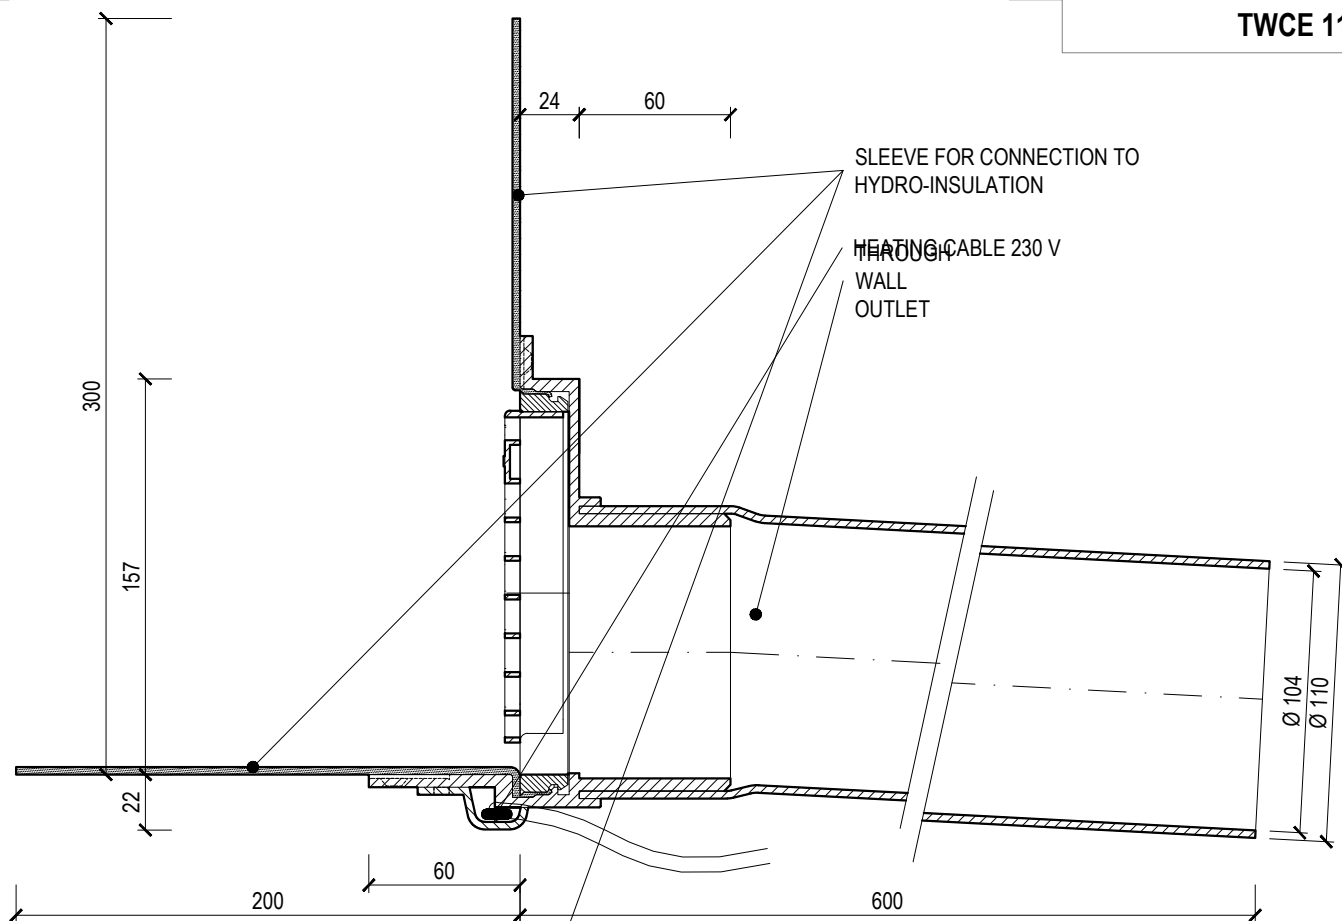 TWCE 11
24
60
SLEEVE FOR CONNECTION TO
HYDRO-INSULATION
HEATING CABLE 230 V
THROUGH
WALL
OUTLET
300
157
22
Ø 104
Ø 110
60
200
600